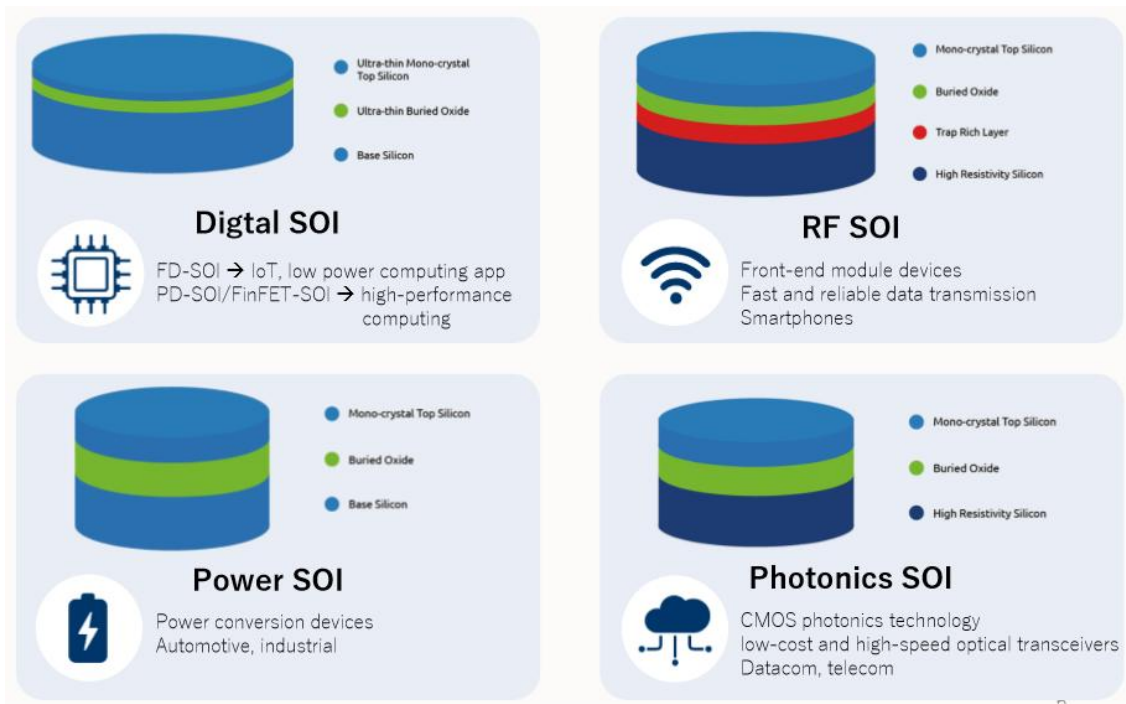 Ultra-thin Mono-crystal
Top Silicon
Ultra-thin Buried Oxide
Base Silicon
Digtal SOI
FD-SOI → IoT, low power computing app
PD-SOI/FinFET-SOI → high-performance
computing
Mono-crystal Top Silicon
Buried Oxide
Trap Rich Layer
High Resistivity Silicon
RF SOI
Front-end module devices
Fast and reliable data transmission
Smartphones
Mono-crystal Top Silicon
Buried Oxide
Base Silicon
Power SOI
Power conversion devices
Automotive, industrial
Mono-crystal Top Silicon
Buried Oxide
High Resistivity Silicon
Photonics SOI
CMOS photonics technology
low-cost and high-speed optical transceivers
Datacom, telecom